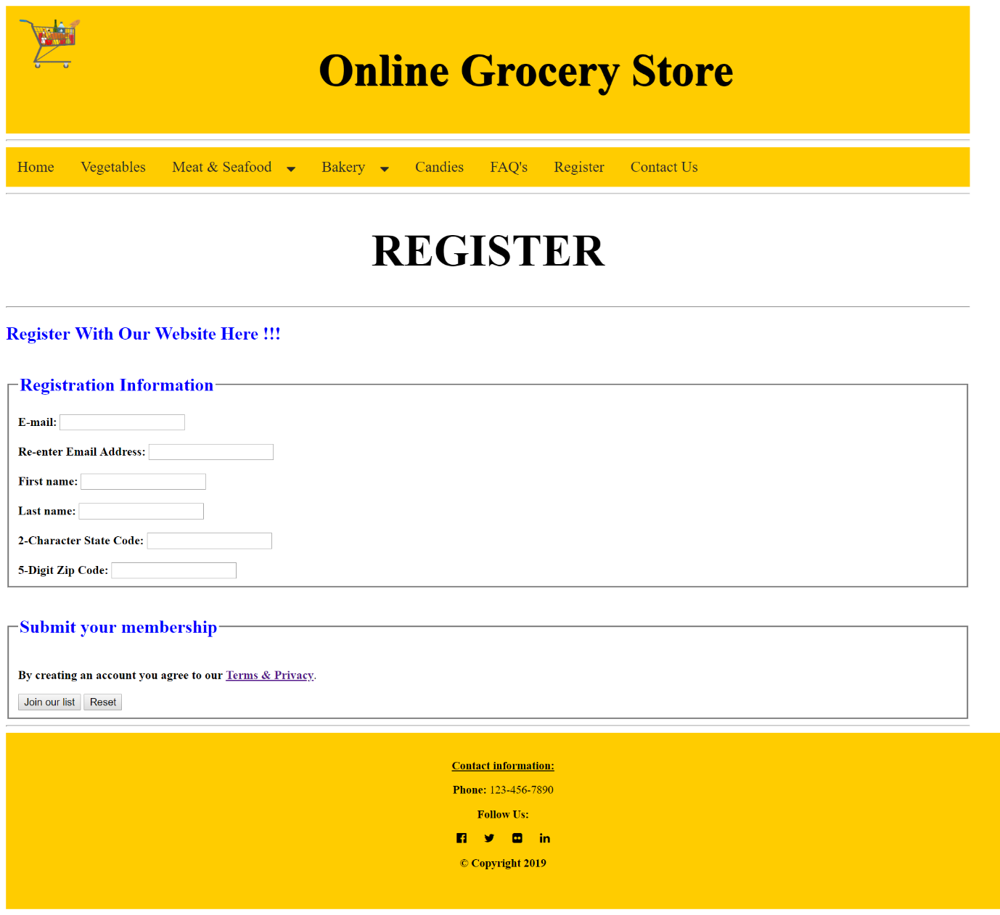 Online Grocery Store
Home Vegetables Meat & Seafood Bakery Candies FAQ's Register Contact Us
REGISTER
Register With Our Website Here !!!
Registration Information
E-mail:
Re-enter Email Address:
First name:
Last name:
2-Character State Code:
5-Digit Zip Code:
Submit your membership
By creating an account you agree to our Terms & Privacy.
Join our list Reset
Contact information:
Phone: 123-456-7890
Follow Us:
© Copyright 2019